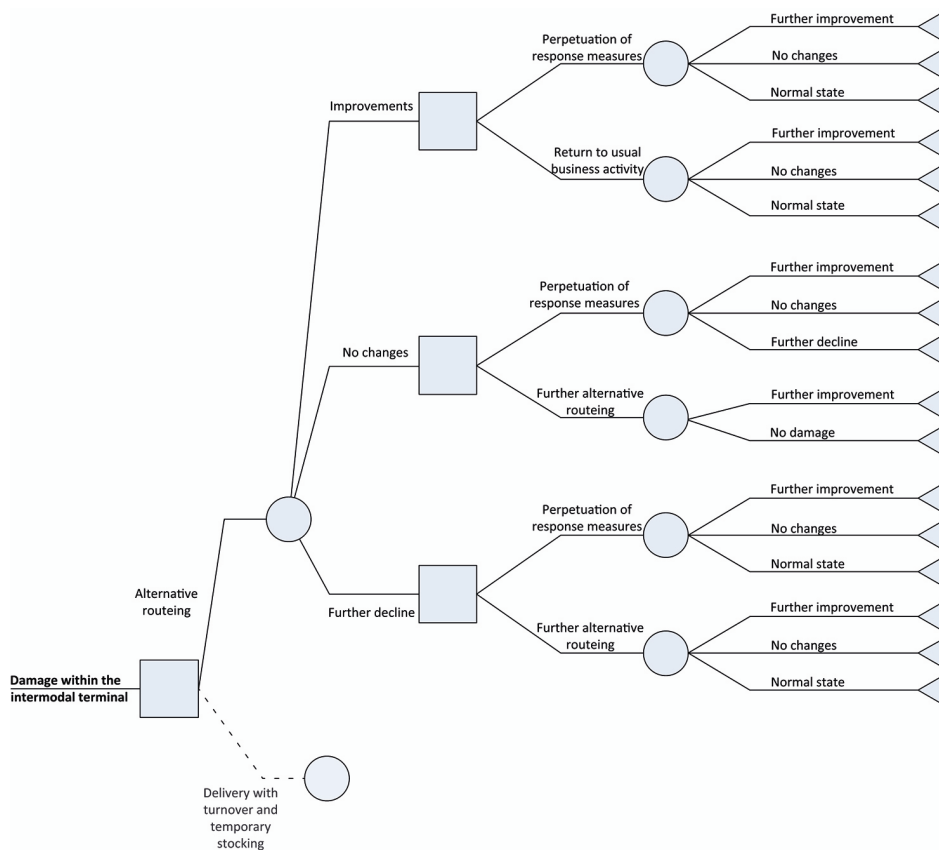 Further improvement
Perpetuation of
response measures
No changes
Normal state
Improvements
Further improvement
Return to usual
business activity
No changes
Normal state
Further improvement
Perpetuation of
response measures
No changes
Further decline
No changes
Further improvement
Further alternative
routeing
No damage
Further improvement
Perpetuation of
response measures
No changes
Normal state
Further decline
Further improvement
Further alternative
routeing
No changes
Normal state
Alternative
routeing
Damage within the
intermodal terminal
Delivery with
turnover and
temporary
stocking